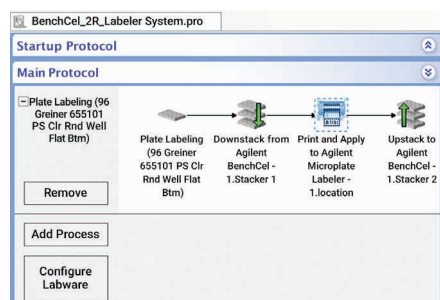 BenchCel_2R_Labeler System.pro
Startup Protocol
Main Protocol
Plate Labeling (96
Greiner 655101
PS Clr Rnd Well
Flat Btm)
Remove
Plate Labeling
(96 Greiner
655101 PS Clr
Rnd Well Flat
Btm)
Downstack from
Agilent
BenchCel -
1.Stacker 1
Print and Apply
to Agilent
Microplate
Labeler -
1.location
Upstack to
Agilent
BenchCel -
1.Stacker 2
Add Process
Configure
Labware